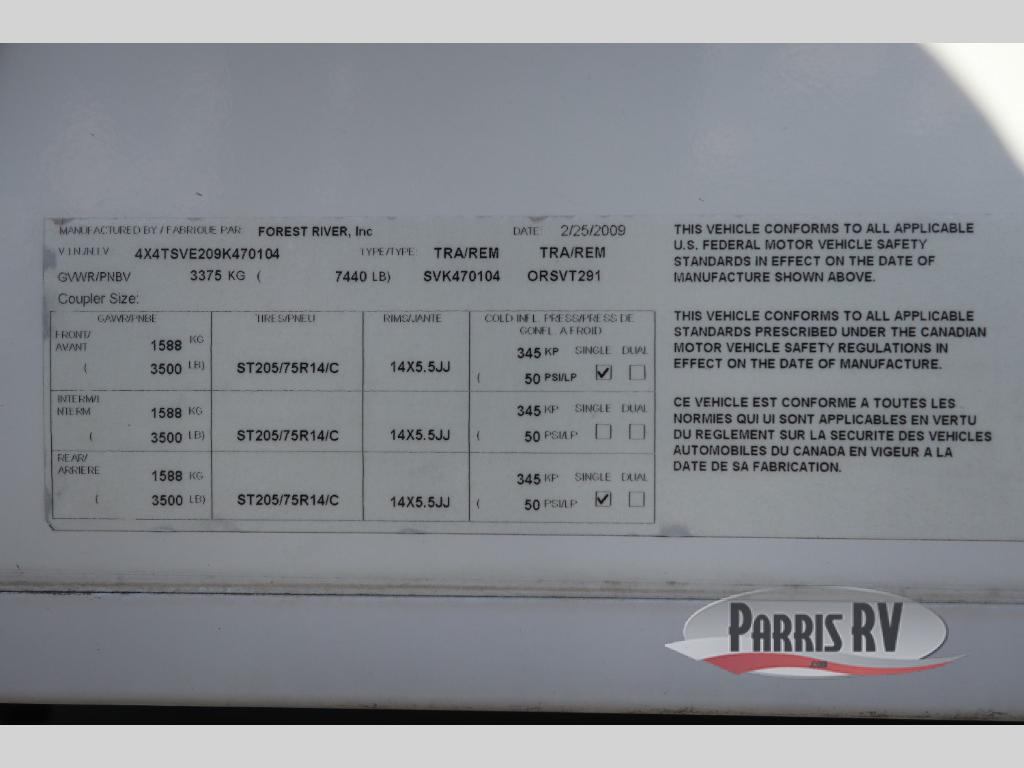 MANUFACTURED BY / FABRIQUE PAR: FOREST RIVER, Inc DATE: 2/25/2009
V.I.N./N.I.V. 4X4TSVE209K470104 TYPE/TYPE: TRA/REM TRA/REM
GVWR/PNBV 3375 KG ( 7440 LB) SVK470104 ORSVT291
Coupler Size:
GAWR/PNBE TIRES/PNEU RIMS/JANTE COLD INFL. PRESS/PRESS DE
GONFL. A FROID
FRONT/
AVANT 1588 KG 345 KP SINGLE DUAL
( 3500 LB) ST205/75R14/C 14X5.5JJ ( 50 PSI/LP
INTERM/I
NTERM 1588 KG 345 KP SINGLE DUAL
( 3500 LB) ST205/75R14/C 14X5.5JJ ( 50 PSI/LP
REAR/
ARRIERE 1588 KG 345 KP SINGLE DUAL
( 3500 LB) ST205/75R14/C 14X5.5JJ ( 50 PSI/LP
THIS VEHICLE CONFORMS TO ALL APPLICABLE
U.S. FEDERAL MOTOR VEHICLE SAFETY
STANDARDS IN EFFECT ON THE DATE OF
MANUFACTURE SHOWN ABOVE.
THIS VEHICLE CONFORMS TO ALL APPLICABLE
STANDARDS PRESCRIBED UNDER THE CANADIAN
MOTOR VEHICLE SAFETY REGULATIONS IN
EFFECT ON THE DATE OF MANUFACTURE.
CE VEHICLE EST CONFORME A TOUTES LES
NORMIES QUI UI SONT APPLICABLES EN VERTU
DU REGLEMENT SUR LA SECURITE DES VEHICLES
AUTOMOBILES DU CANADA EN VIGEUR A LA
DATE DE SA FABRICATION.
PARRIS RV
.com